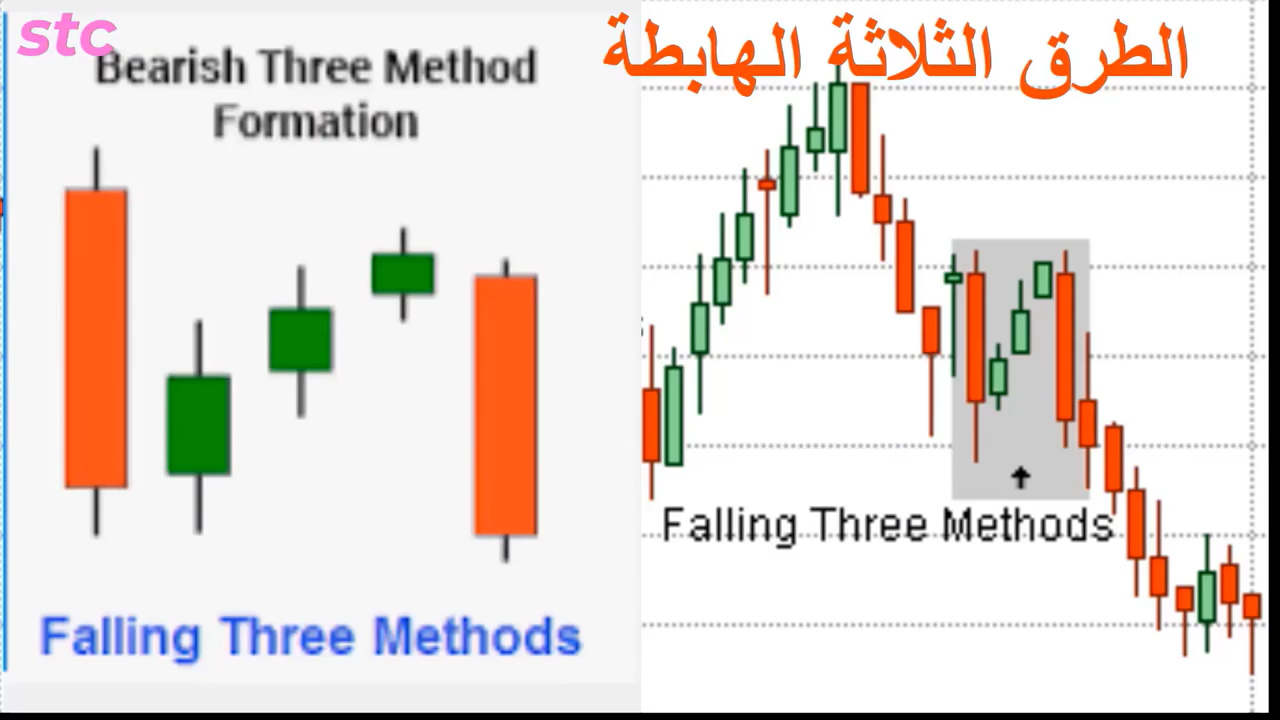 stc
الطرق الثلاثة الهابطة
Bearish Three Method
Formation
Falling Three Methods
Falling Three Methods